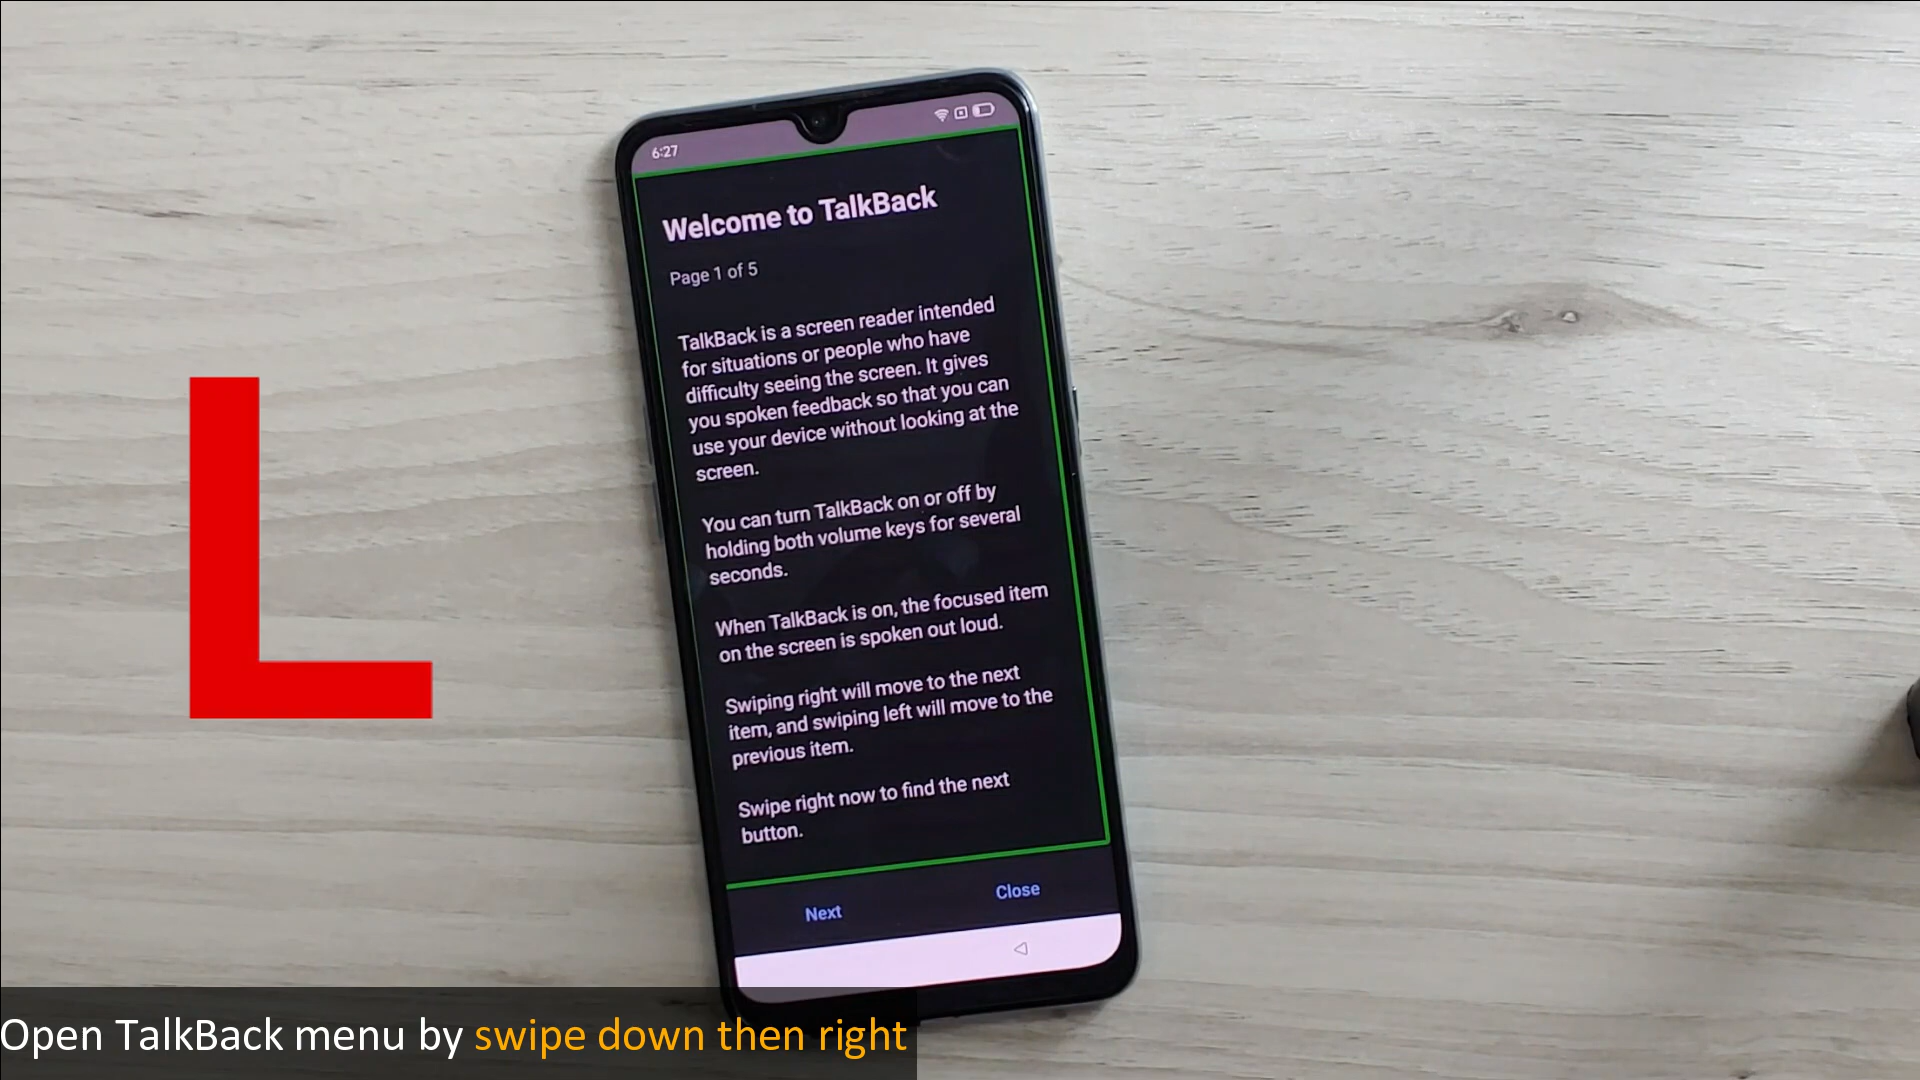 6:27
Welcome to TalkBack
Page 1 of 5
TalkBack is a screen reader intended
for situations or people who have
difficulty seeing the screen. It gives
you spoken feedback so that you can
use your device without looking at the
screen.
You can turn TalkBack on or off by
holding both volume keys for several
seconds.
When TalkBack is on, the focused item
on the screen is spoken out loud.
Swiping right will move to the next
item, and swiping left will move to the
previous item.
Swipe right now to find the next
button.
Next
Close
L
Open TalkBack menu by swipe down then right